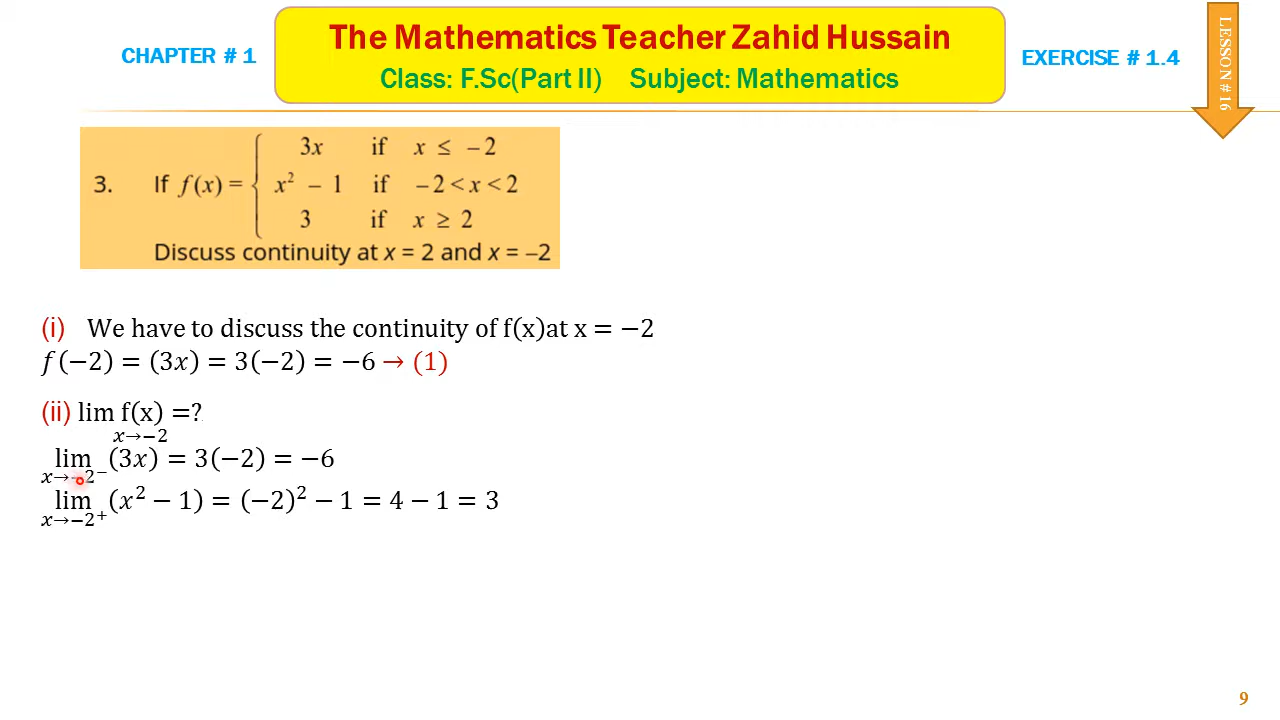 CHAPTER # 1
The Mathematics Teacher Zahid Hussain
Class: F.Sc(Part II) Subject: Mathematics
EXERCISE # 1.4
LESSON # 16
3. If f(x) = { 3x if x ≤ −2
x² − 1 if −2 < x < 2
3 if x ≥ 2
Discuss continuity at x = 2 and x = −2
(i) We have to discuss the continuity of f(x)at x = −2
f(−2) = (3x) = 3(−2) = −6 → (1)
(ii) lim f(x) =?
x→−2
lim (3x) = 3(−2) = −6
x→−2⁻
lim (x² − 1) = (−2)² − 1 = 4 − 1 = 3
x→−2⁺
9